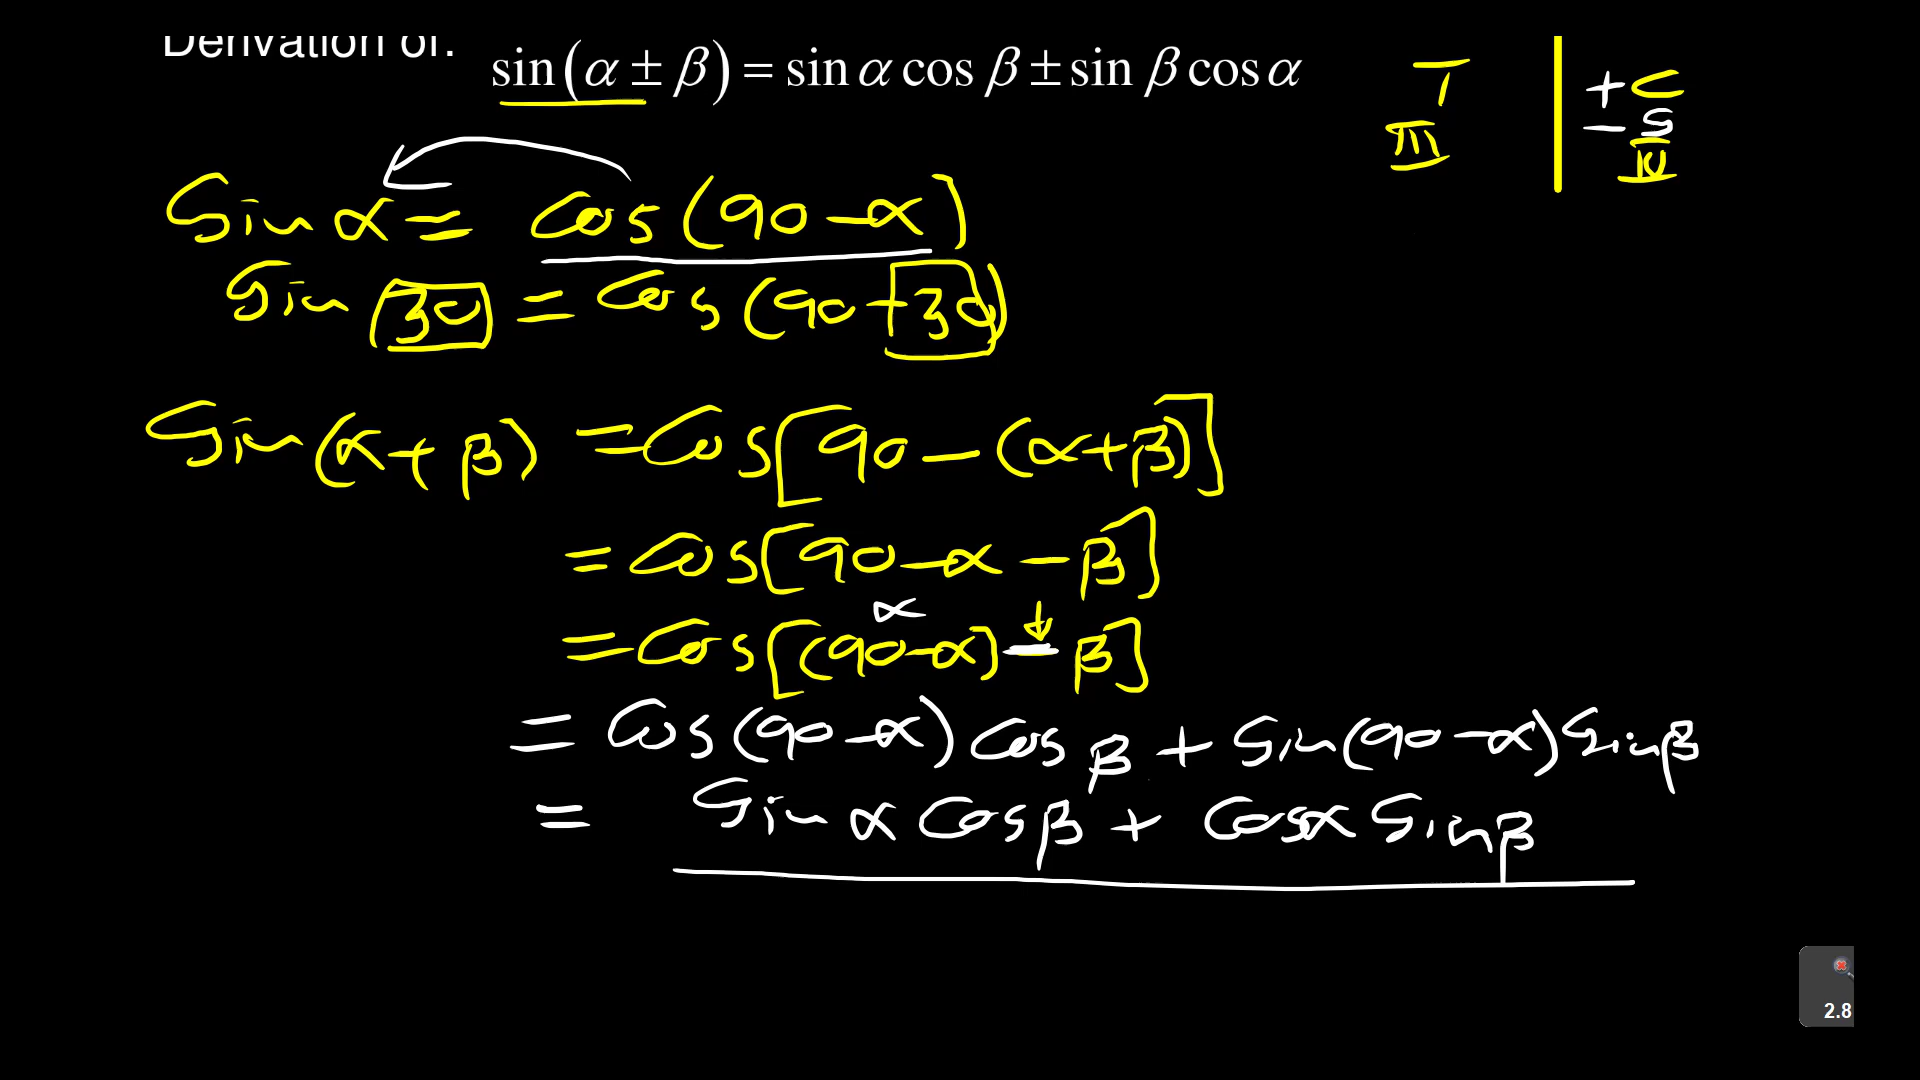 Derivation of: sin(α ± β) = sin α cos β ± sin β cos α
T | + C
III | - S
IV
Sin α = Cos (90 - α)
Sin (30) = Cos (90 - 30)
Sin (α + β) = Cos [90 - (α + β)]
= Cos [90 - α - β]
α ↓
= Cos [(90 - α) - β]
= Cos (90 - α) Cos β + Sin (90 - α) Sin β
= Sin α Cos β + Cos α Sin β
2.8